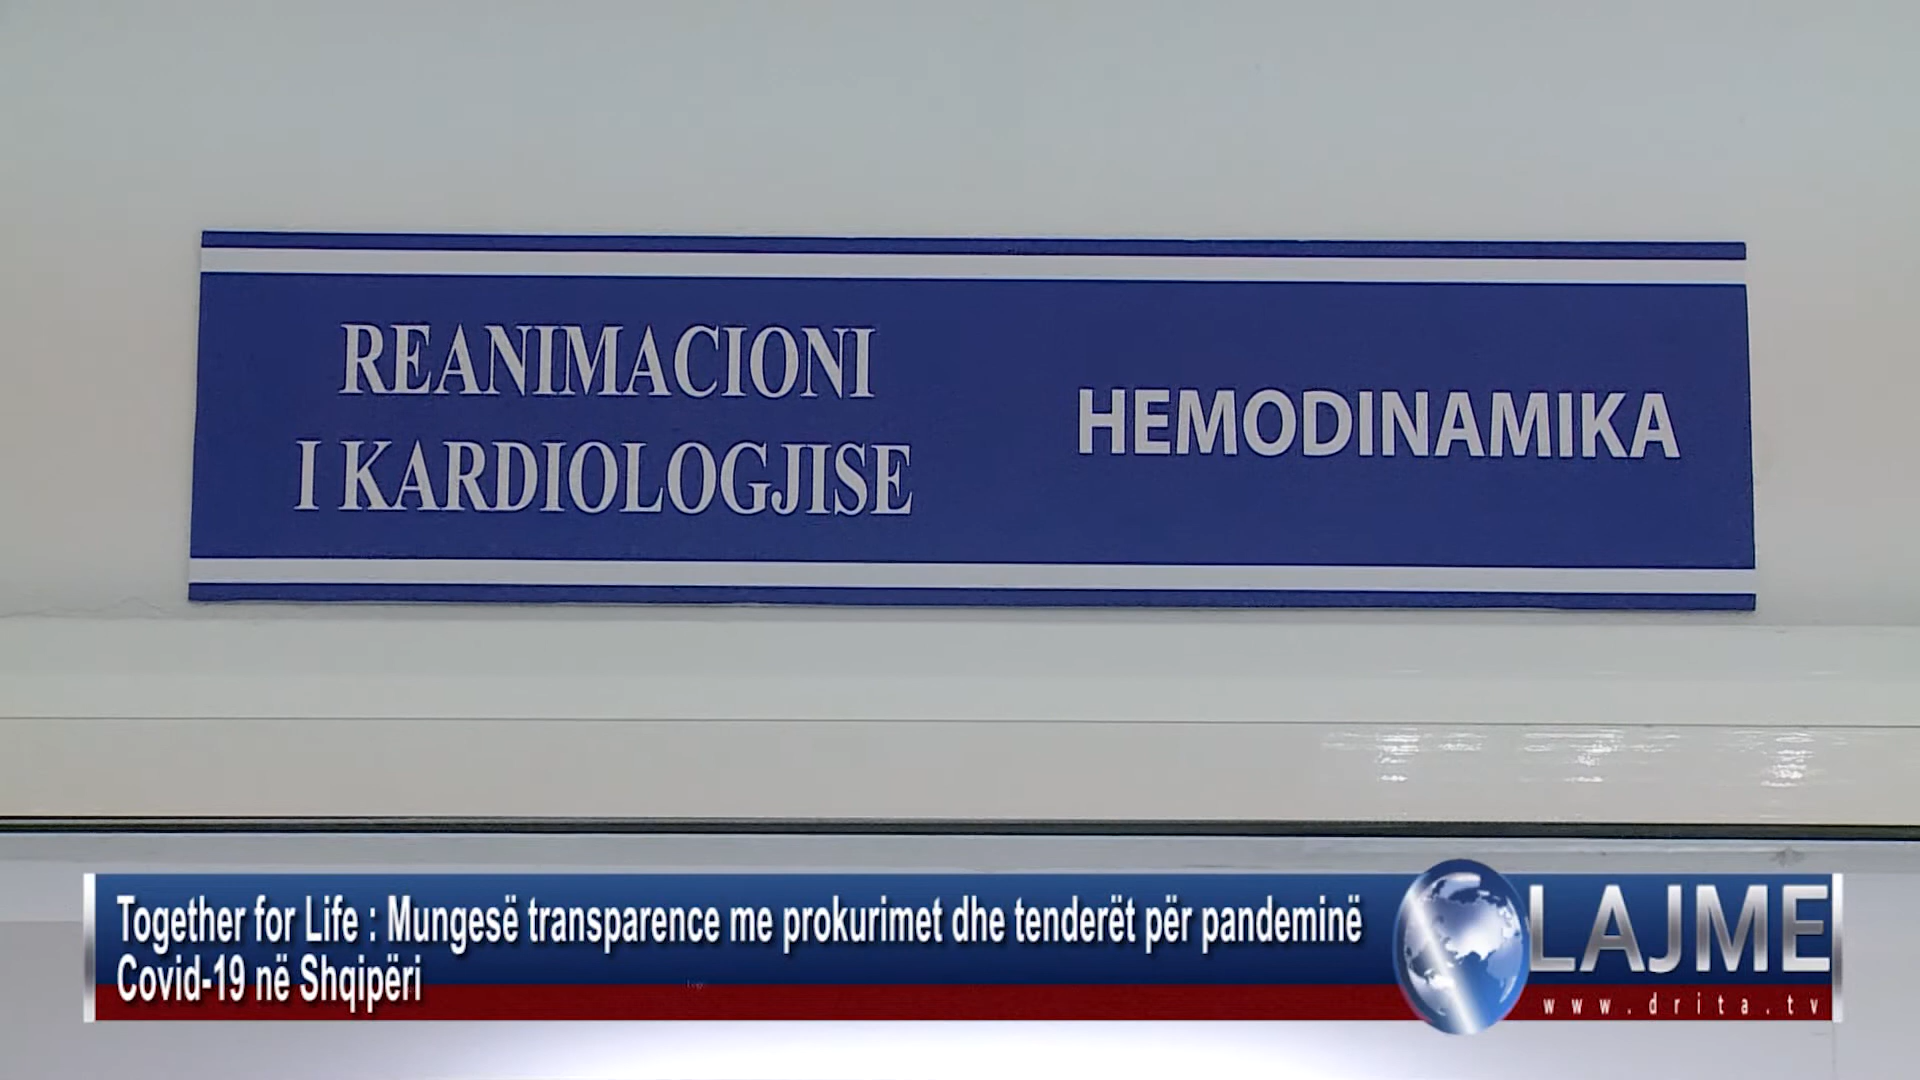 REANIMACIONI
I KARDIOLOGJISE
HEMODINAMIKA
Together for Life : Mungesë transparence me prokurimet dhe tenderët për pandeminë
Covid-19 në Shqipëri
LAJME
www.drita.tv